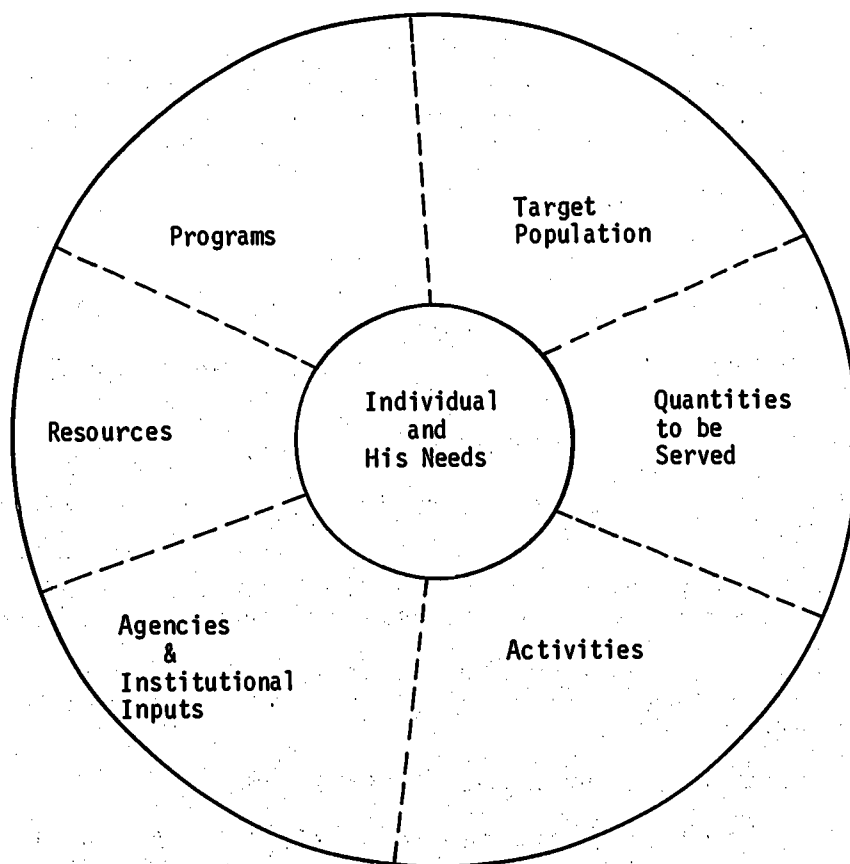 Programs
Target
Population
Resources
Individual
and
His Needs
Quantities
to be
Served
Agencies
&
Institutional
Inputs
Activities